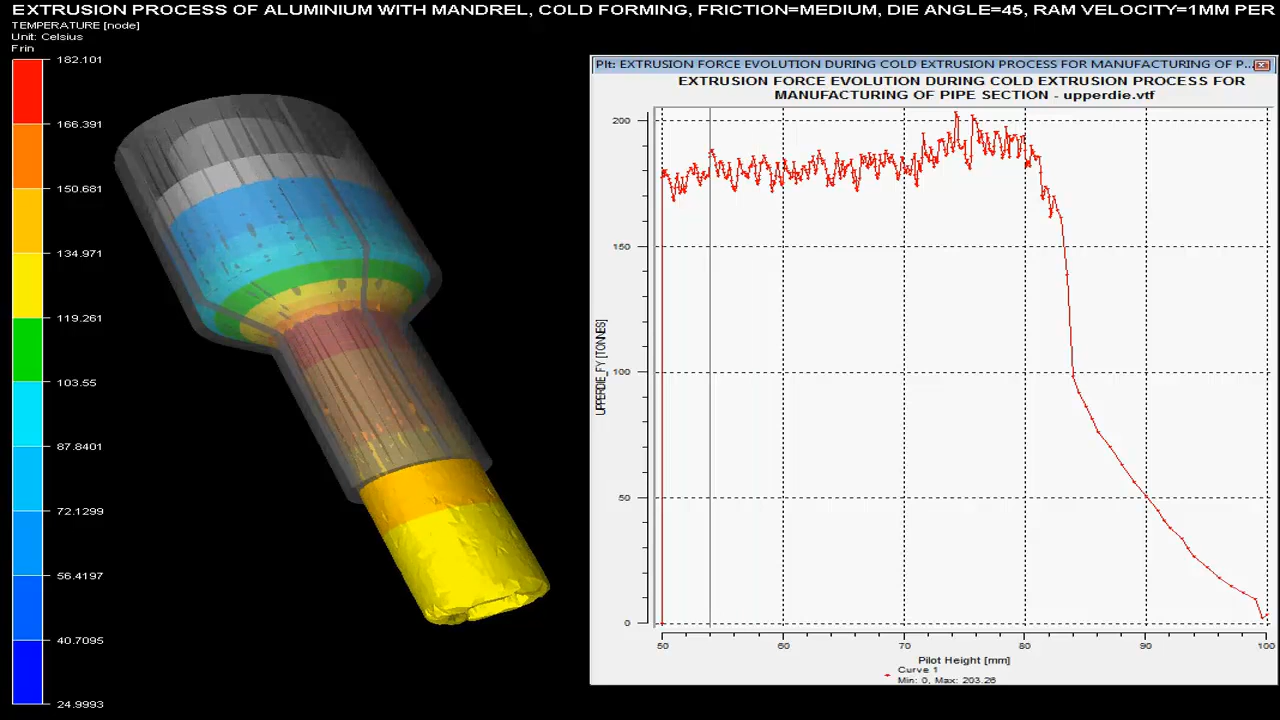 EXTRUSION PROCESS OF ALUMINIUM WITH MANDREL, COLD FORMING, FRICTION=MEDIUM, DIE ANGLE=45, RAM VELOCITY=1MM PER
TEMPERATURE [node]
Unit: Celsius
Frin
182.101
166.391
150.681
134.971
119.261
103.55
87.8401
72.1299
56.4197
40.7095
24.9993
Plt: EXTRUSION FORCE EVOLUTION DURING COLD EXTRUSION PROCESS FOR MANUFACTURING OF P...
EXTRUSION FORCE EVOLUTION DURING COLD EXTRUSION PROCESS FOR
MANUFACTURING OF PIPE SECTION - upperdie.vtf
200
150
100
50
0
UPPERDIE_FY [TONNES]
50 60 70 80 90 100
Pilot Height [mm]
Curve 1
Min: 0, Max: 203.26